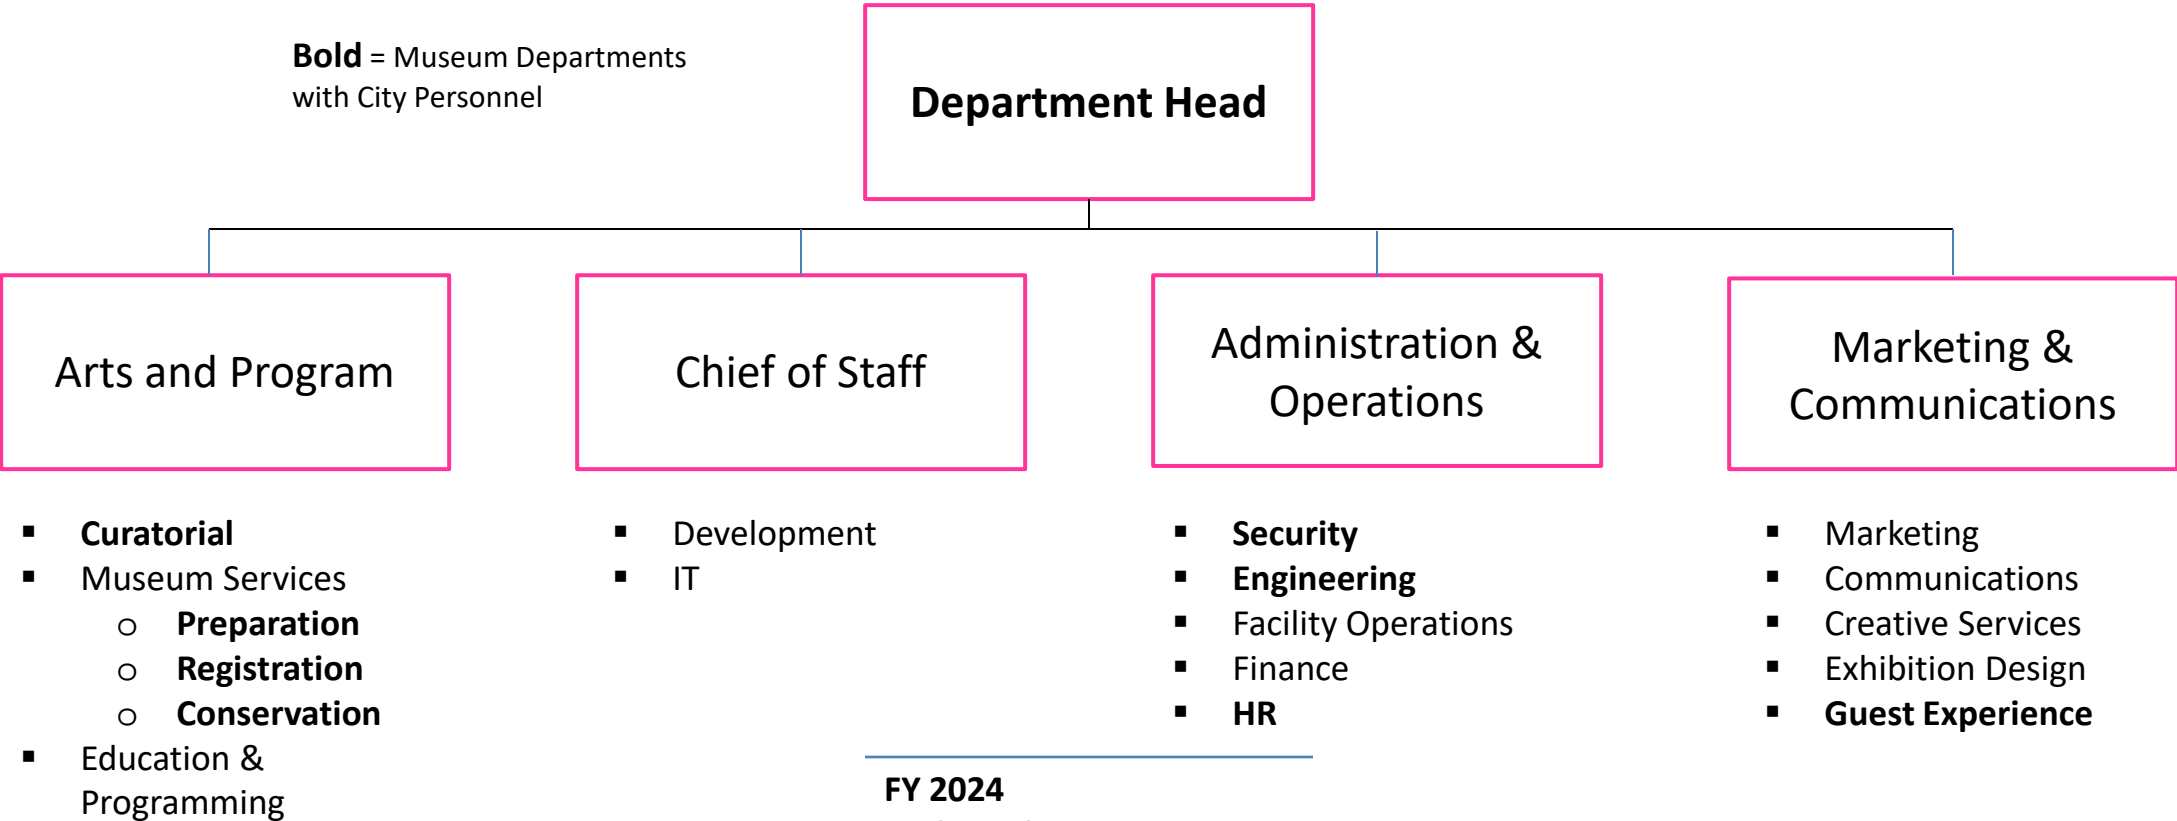 Bold = Museum Departments
with City Personnel
Department Head
Arts and Program
Chief of Staff
Administration &
Operations
Marketing &
Communications
▪ Curatorial
▪ Museum Services
o Preparation
o Registration
o Conservation
▪ Education &
Programming
▪ Development
▪ IT
▪ Security
▪ Engineering
▪ Facility Operations
▪ Finance
▪ HR
▪ Marketing
▪ Communications
▪ Creative Services
▪ Exhibition Design
▪ Guest Experience
FY 2024